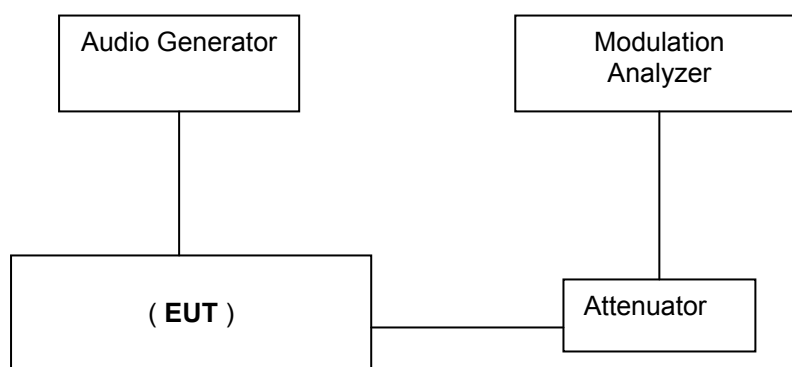 Audio Generator
Modulation
Analyzer
( EUT )
Attenuator